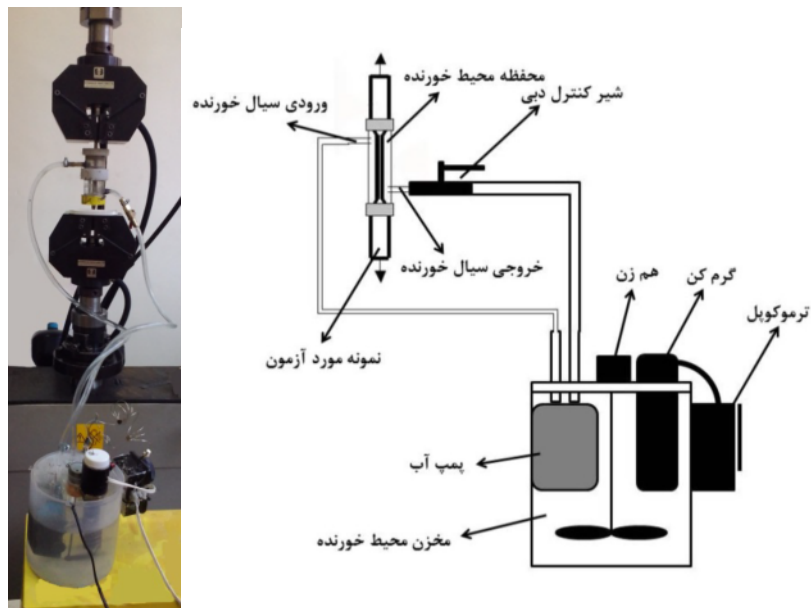 محفظه محیط خورنده
شیر کنترل دبی
ورودی سیال خورنده
خروجی سیال خورنده
هم زن
گرم کن
ترموکوپل
نمونه مورد آزمون
پمپ آب
مخزن محیط خورنده